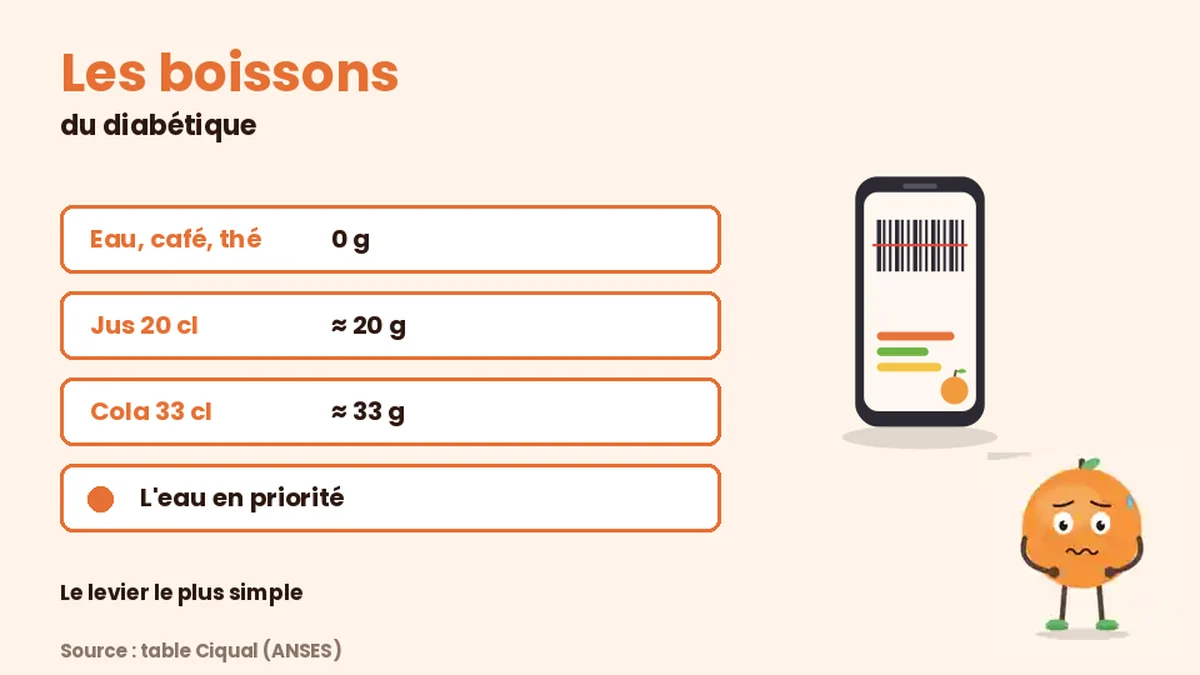 Les boissons
du diabétique
Eau, café, thé 0 g
Jus 20 cl ≈ 20 g
Cola 33 cl ≈ 33 g
L'eau en priorité
Le levier le plus simple
Source : table Ciqual (ANSES)